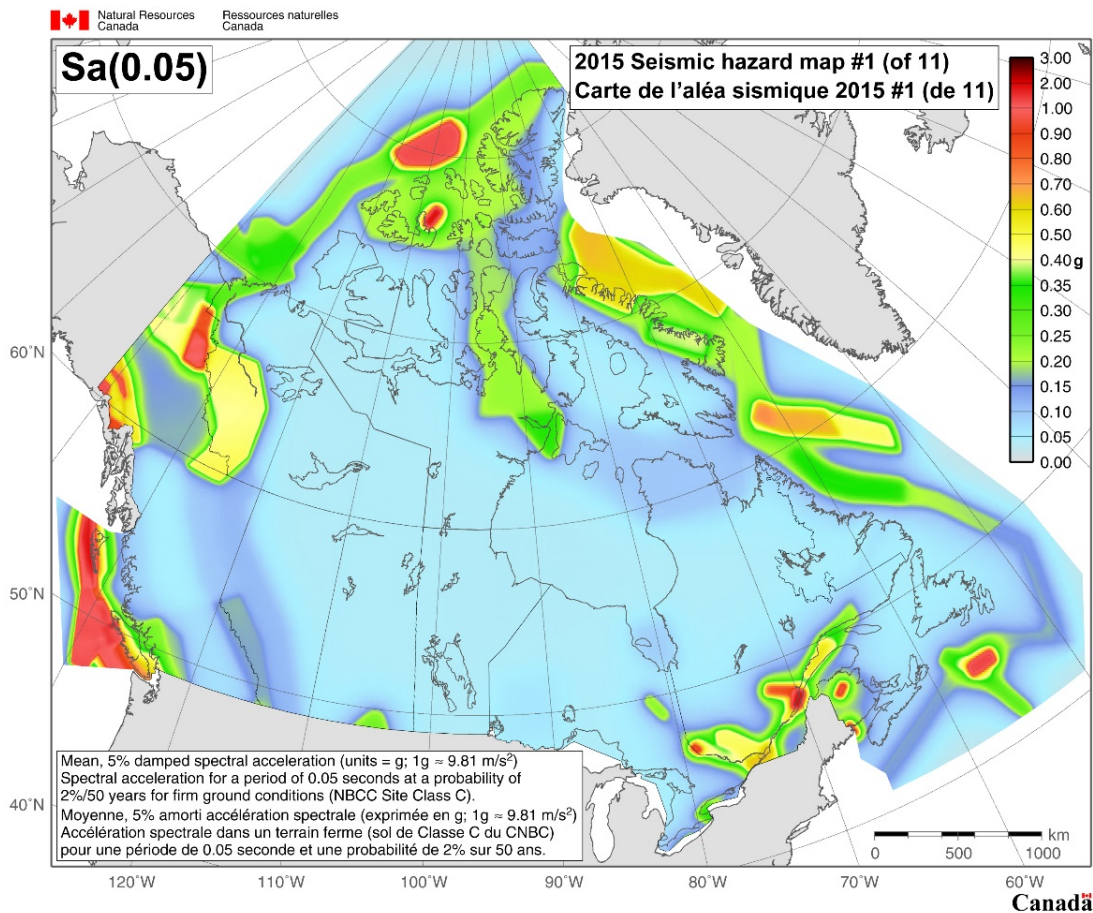 Natural Resources Ressources naturelles
Canada Canada
Sa(0.05)
2015 Seismic hazard map #1 (of 11)
Carte de l'aléa sismique 2015 #1 (de 11)
3.00
2.00
1.00
0.90
0.80
0.70
0.60
0.50
0.40 g
0.35
0.30
0.25
0.20
0.15
0.10
0.05
0.00
60°N
50°N
40°N
Mean, 5% damped spectral acceleration (units = g; 1g ≈ 9.81 m/s²)
Spectral acceleration for a period of 0.05 seconds at a probability of
2%/50 years for firm ground conditions (NBCC Site Class C).
Moyenne, 5% amorti accélération spectrale (exprimée en g; 1g ≈ 9.81 m/s²)
Accélération spectrale dans un terrain ferme (sol de Classe C du CNBC)
pour une période de 0.05 seconde et une probabilité de 2% sur 50 ans.
km
0 500 1000
120°W 110°W 100°W 90°W 80°W 70°W 60°W
Canada